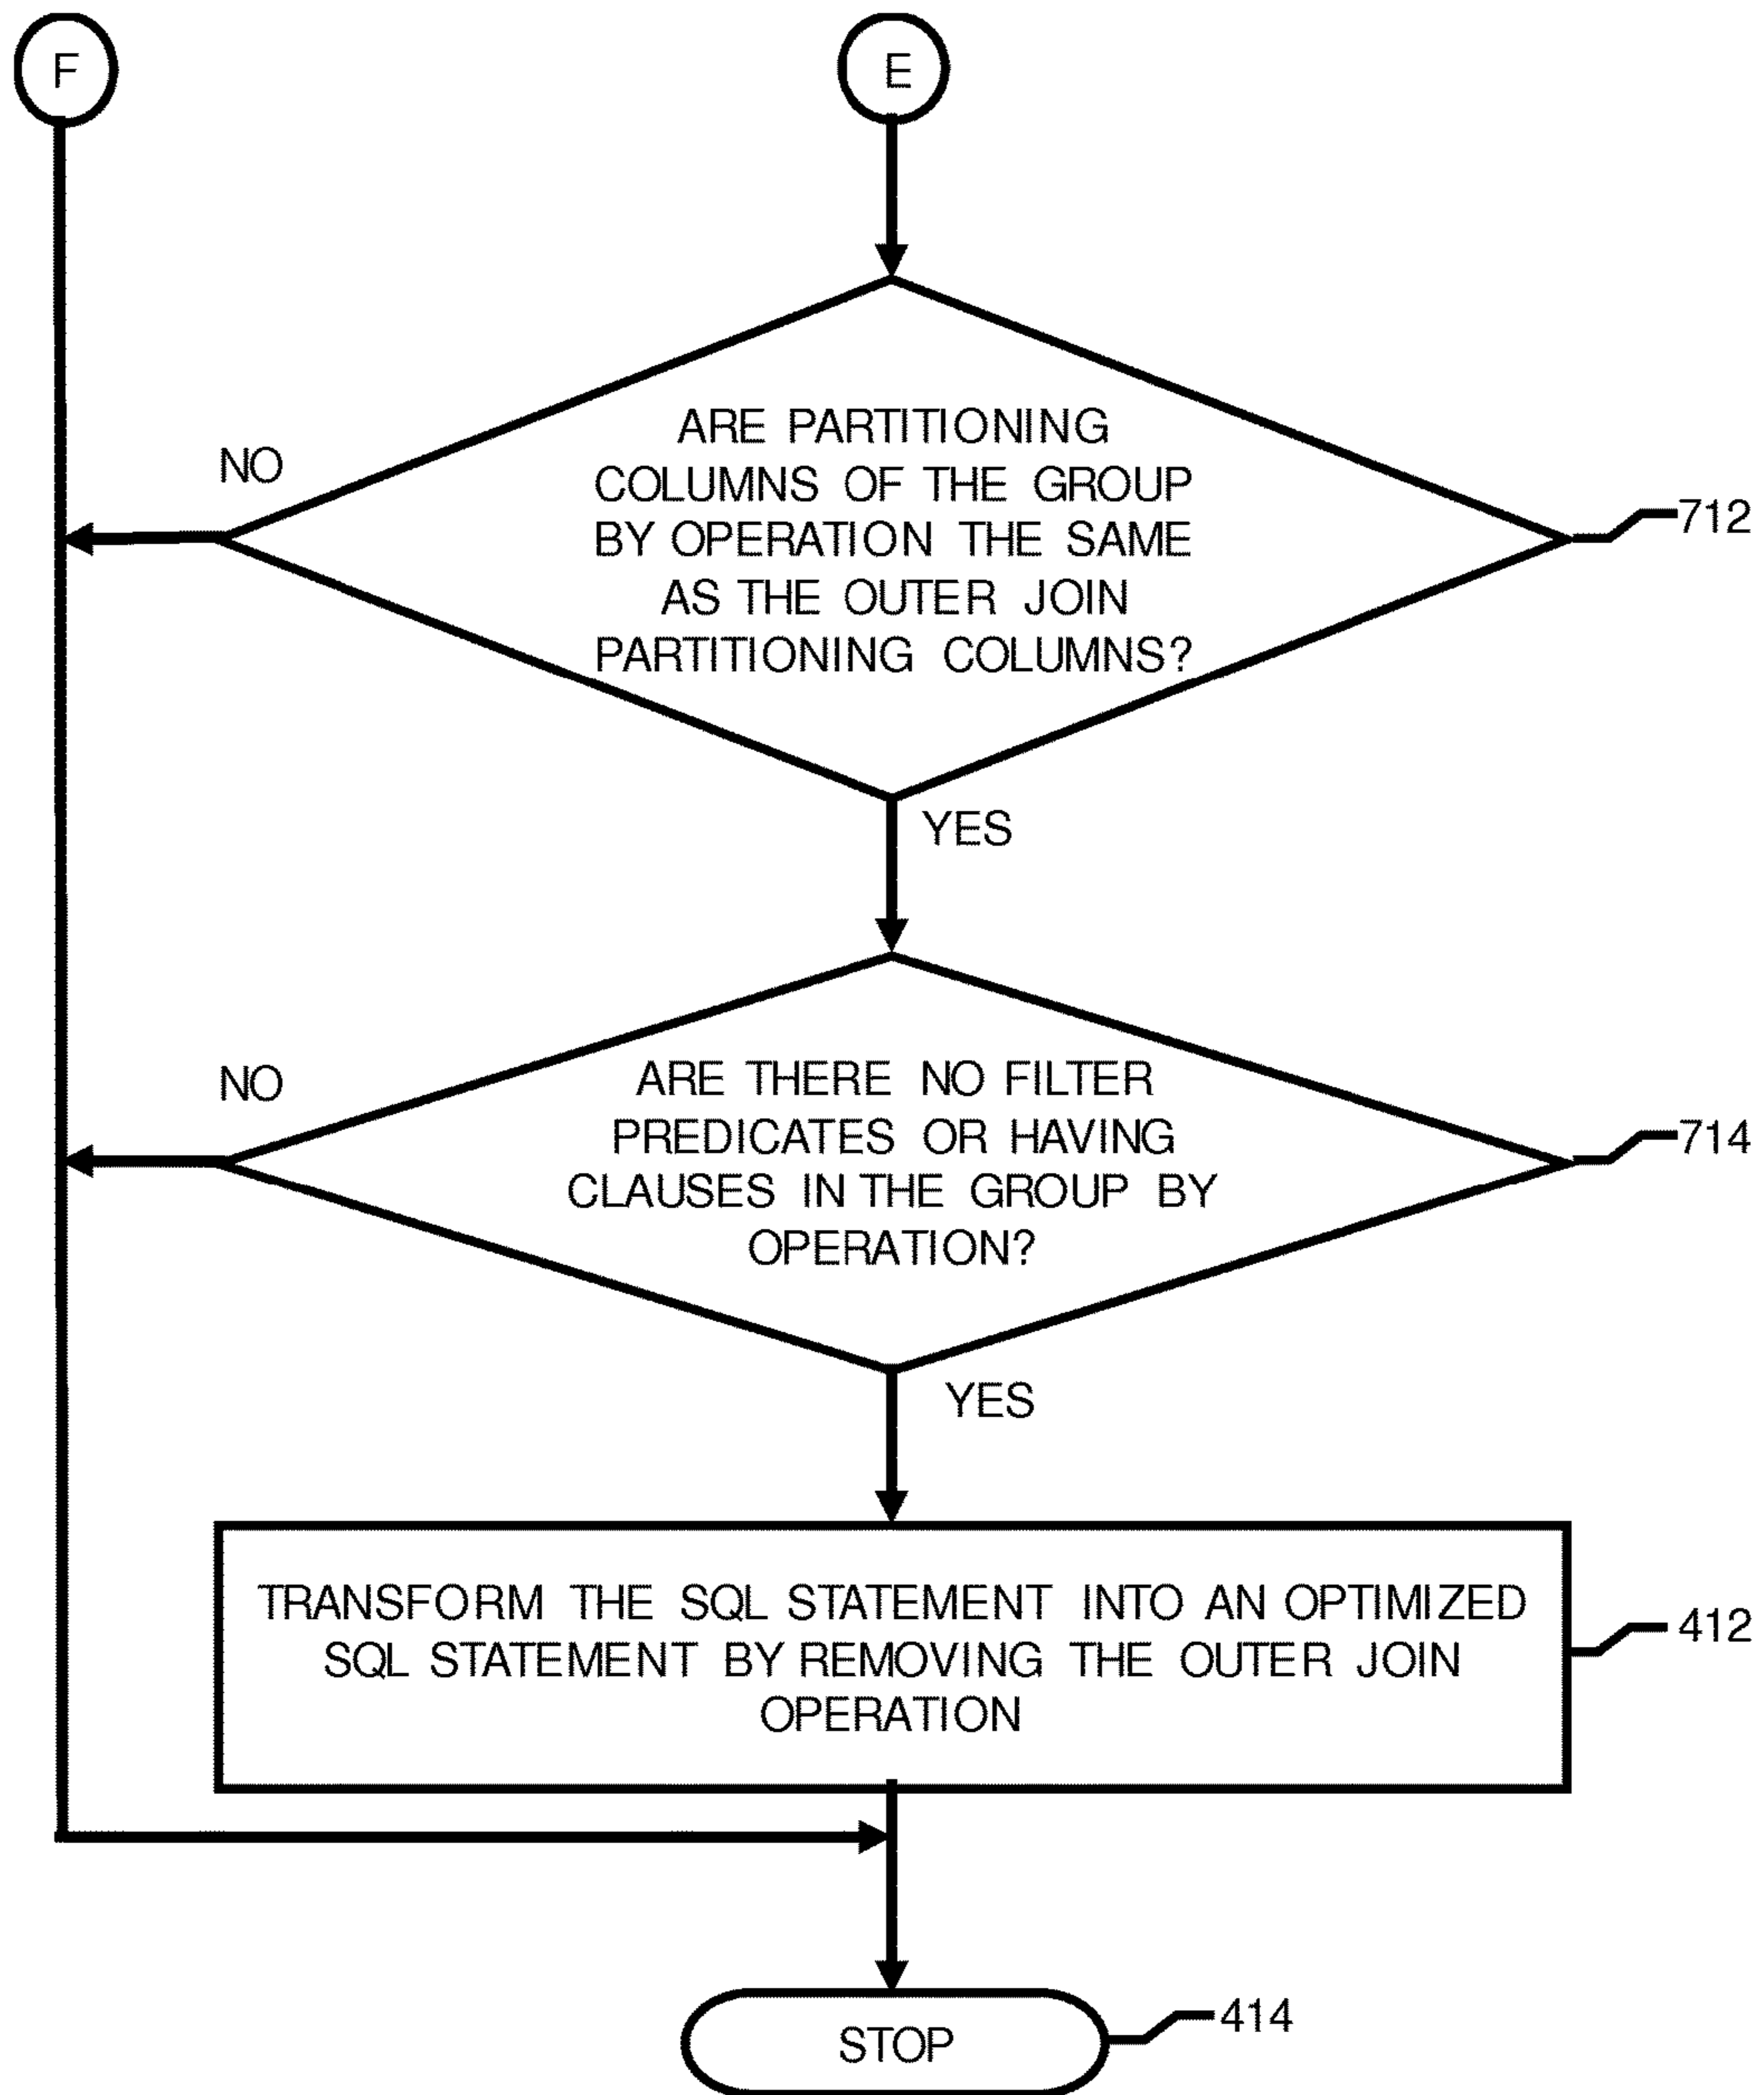 F
E
ARE PARTITIONING
COLUMNS OF THE GROUP
BY OPERATION THE SAME
AS THE OUTER JOIN
PARTITIONING COLUMNS?
NO
712
YES
ARE THERE NO FILTER
PREDICATES OR HAVING
CLAUSES IN THE GROUP BY
OPERATION?
NO
714
YES
TRANSFORM THE SQL STATEMENT INTO AN OPTIMIZED
SQL STATEMENT BY REMOVING THE OUTER JOIN
OPERATION
412
STOP
414